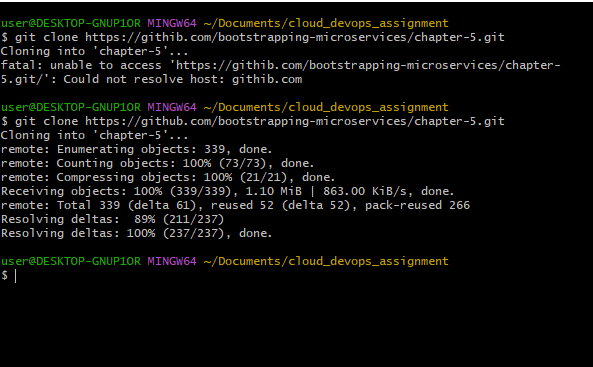 user@DESKTOP-GNUP1OR MINGW64 ~/Documents/cloud_devops_assignment
$ git clone https://githib.com/bootstrapping-microservices/chapter-5.git
Cloning into 'chapter-5'...
fatal: unable to access 'https://githib.com/bootstrapping-microservices/chapter-
5.git/': Could not resolve host: githib.com
user@DESKTOP-GNUP1OR MINGW64 ~/Documents/cloud_devops_assignment
$ git clone https://github.com/bootstrapping-microservices/chapter-5.git
Cloning into 'chapter-5'...
remote: Enumerating objects: 339, done.
remote: Counting objects: 100% (73/73), done.
remote: Compressing objects: 100% (21/21), done.
Receiving objects: 100% (339/339), 1.10 MiB | 863.00 KiB/s, done.
remote: Total 339 (delta 61), reused 52 (delta 52), pack-reused 266
Resolving deltas:  89% (211/237)
Resolving deltas: 100% (237/237), done.
user@DESKTOP-GNUP1OR MINGW64 ~/Documents/cloud_devops_assignment
$